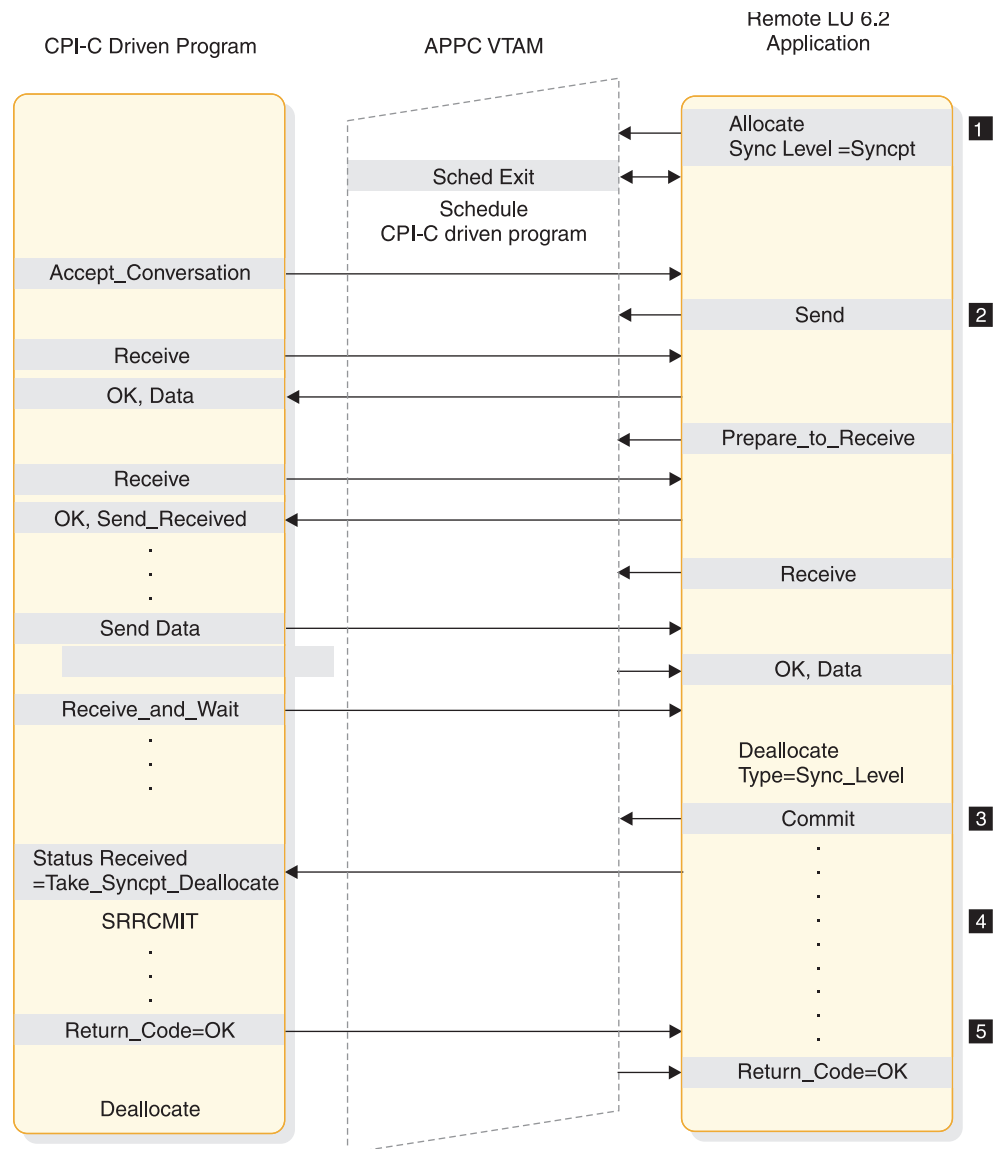 CPI-C Driven Program
APPC VTAM
Remote LU 6.2
Application
Allocate
Sync Level =Syncpt
1
Sched Exit
Schedule
CPI-C driven program
Accept_Conversation
Send
2
Receive
OK, Data
Prepare_to_Receive
Receive
OK, Send_Received
.
.
.
Receive
Send Data
OK, Data
Receive_and_Wait
.
.
.
Deallocate
Type=Sync_Level
Commit
3
Status Received
=Take_Syncpt_Deallocate
.
.
.
.
.
.
.
.
.
SRRCMIT
4
.
.
.
Return_Code=OK
5
Return_Code=OK
Deallocate